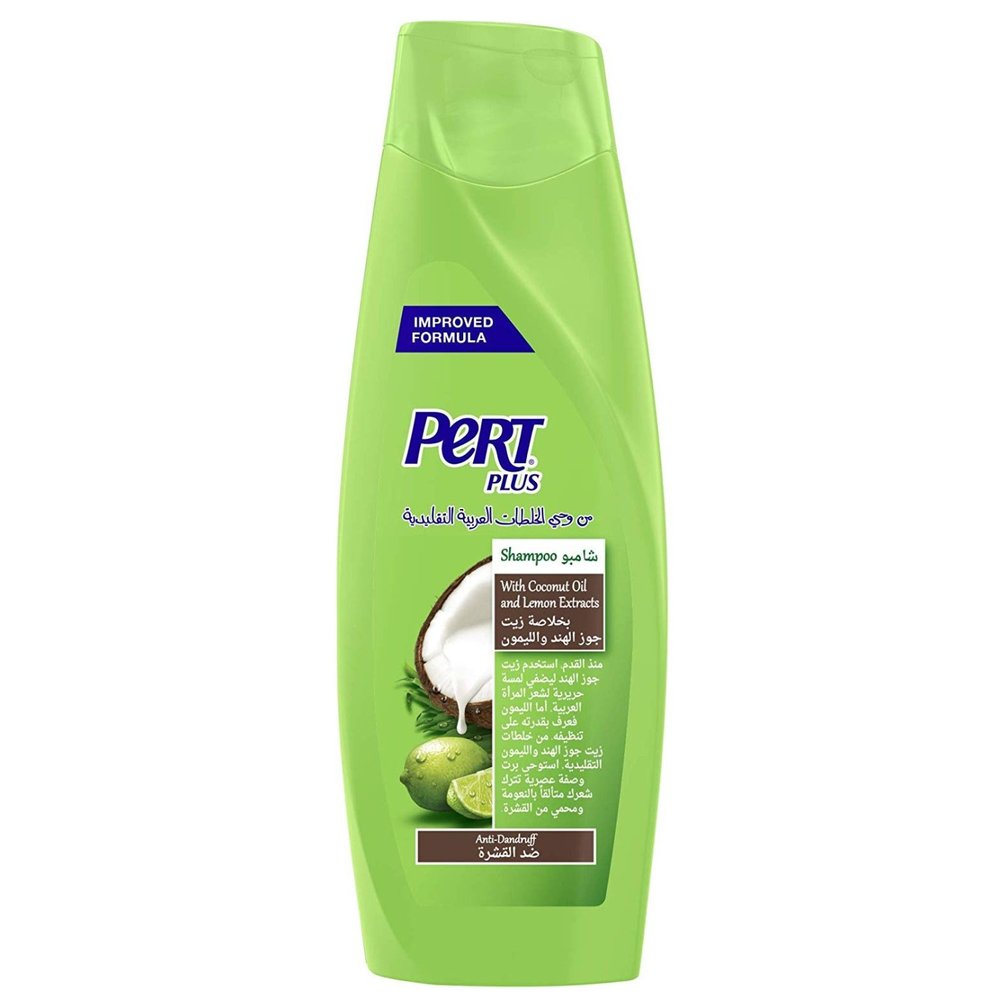 IMPROVED
FORMULA
PERT
PLUS
من وحي الخلطات العربية التقليدية
Shampoo شامبو
With Coconut Oil
and Lemon Extracts
بخلاصة زيت
جوز الهند والليمون
منذ القدم، استخدم زيت
جوز الهند ليضفي لمسة
حريرية لشعر المرأة
العربية. أما الليمون
فعرف بقدرته على
تنظيفه. من خلطات
زيت جوز الهند والليمون
التقليدية، استوحى برت
وصفة عصرية تترك
شعرك متألقاً بالنعومة
ومحمي من القشرة.
Anti-Dandruff
ضد القشرة